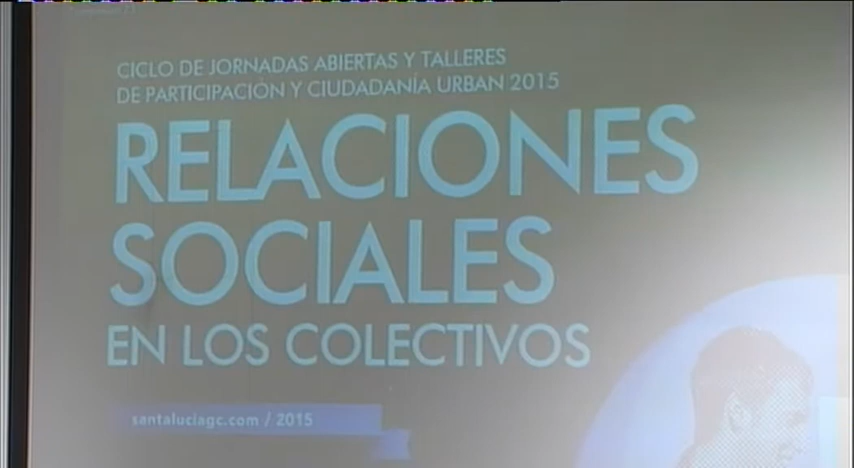 CICLO DE JORNADAS ABIERTAS Y TALLERES
DE PARTICIPACIÓN Y CIUDADANÍA URBAN 2015
RELACIONES
SOCIALES
EN LOS COLECTIVOS
santaluciagc.com / 2015